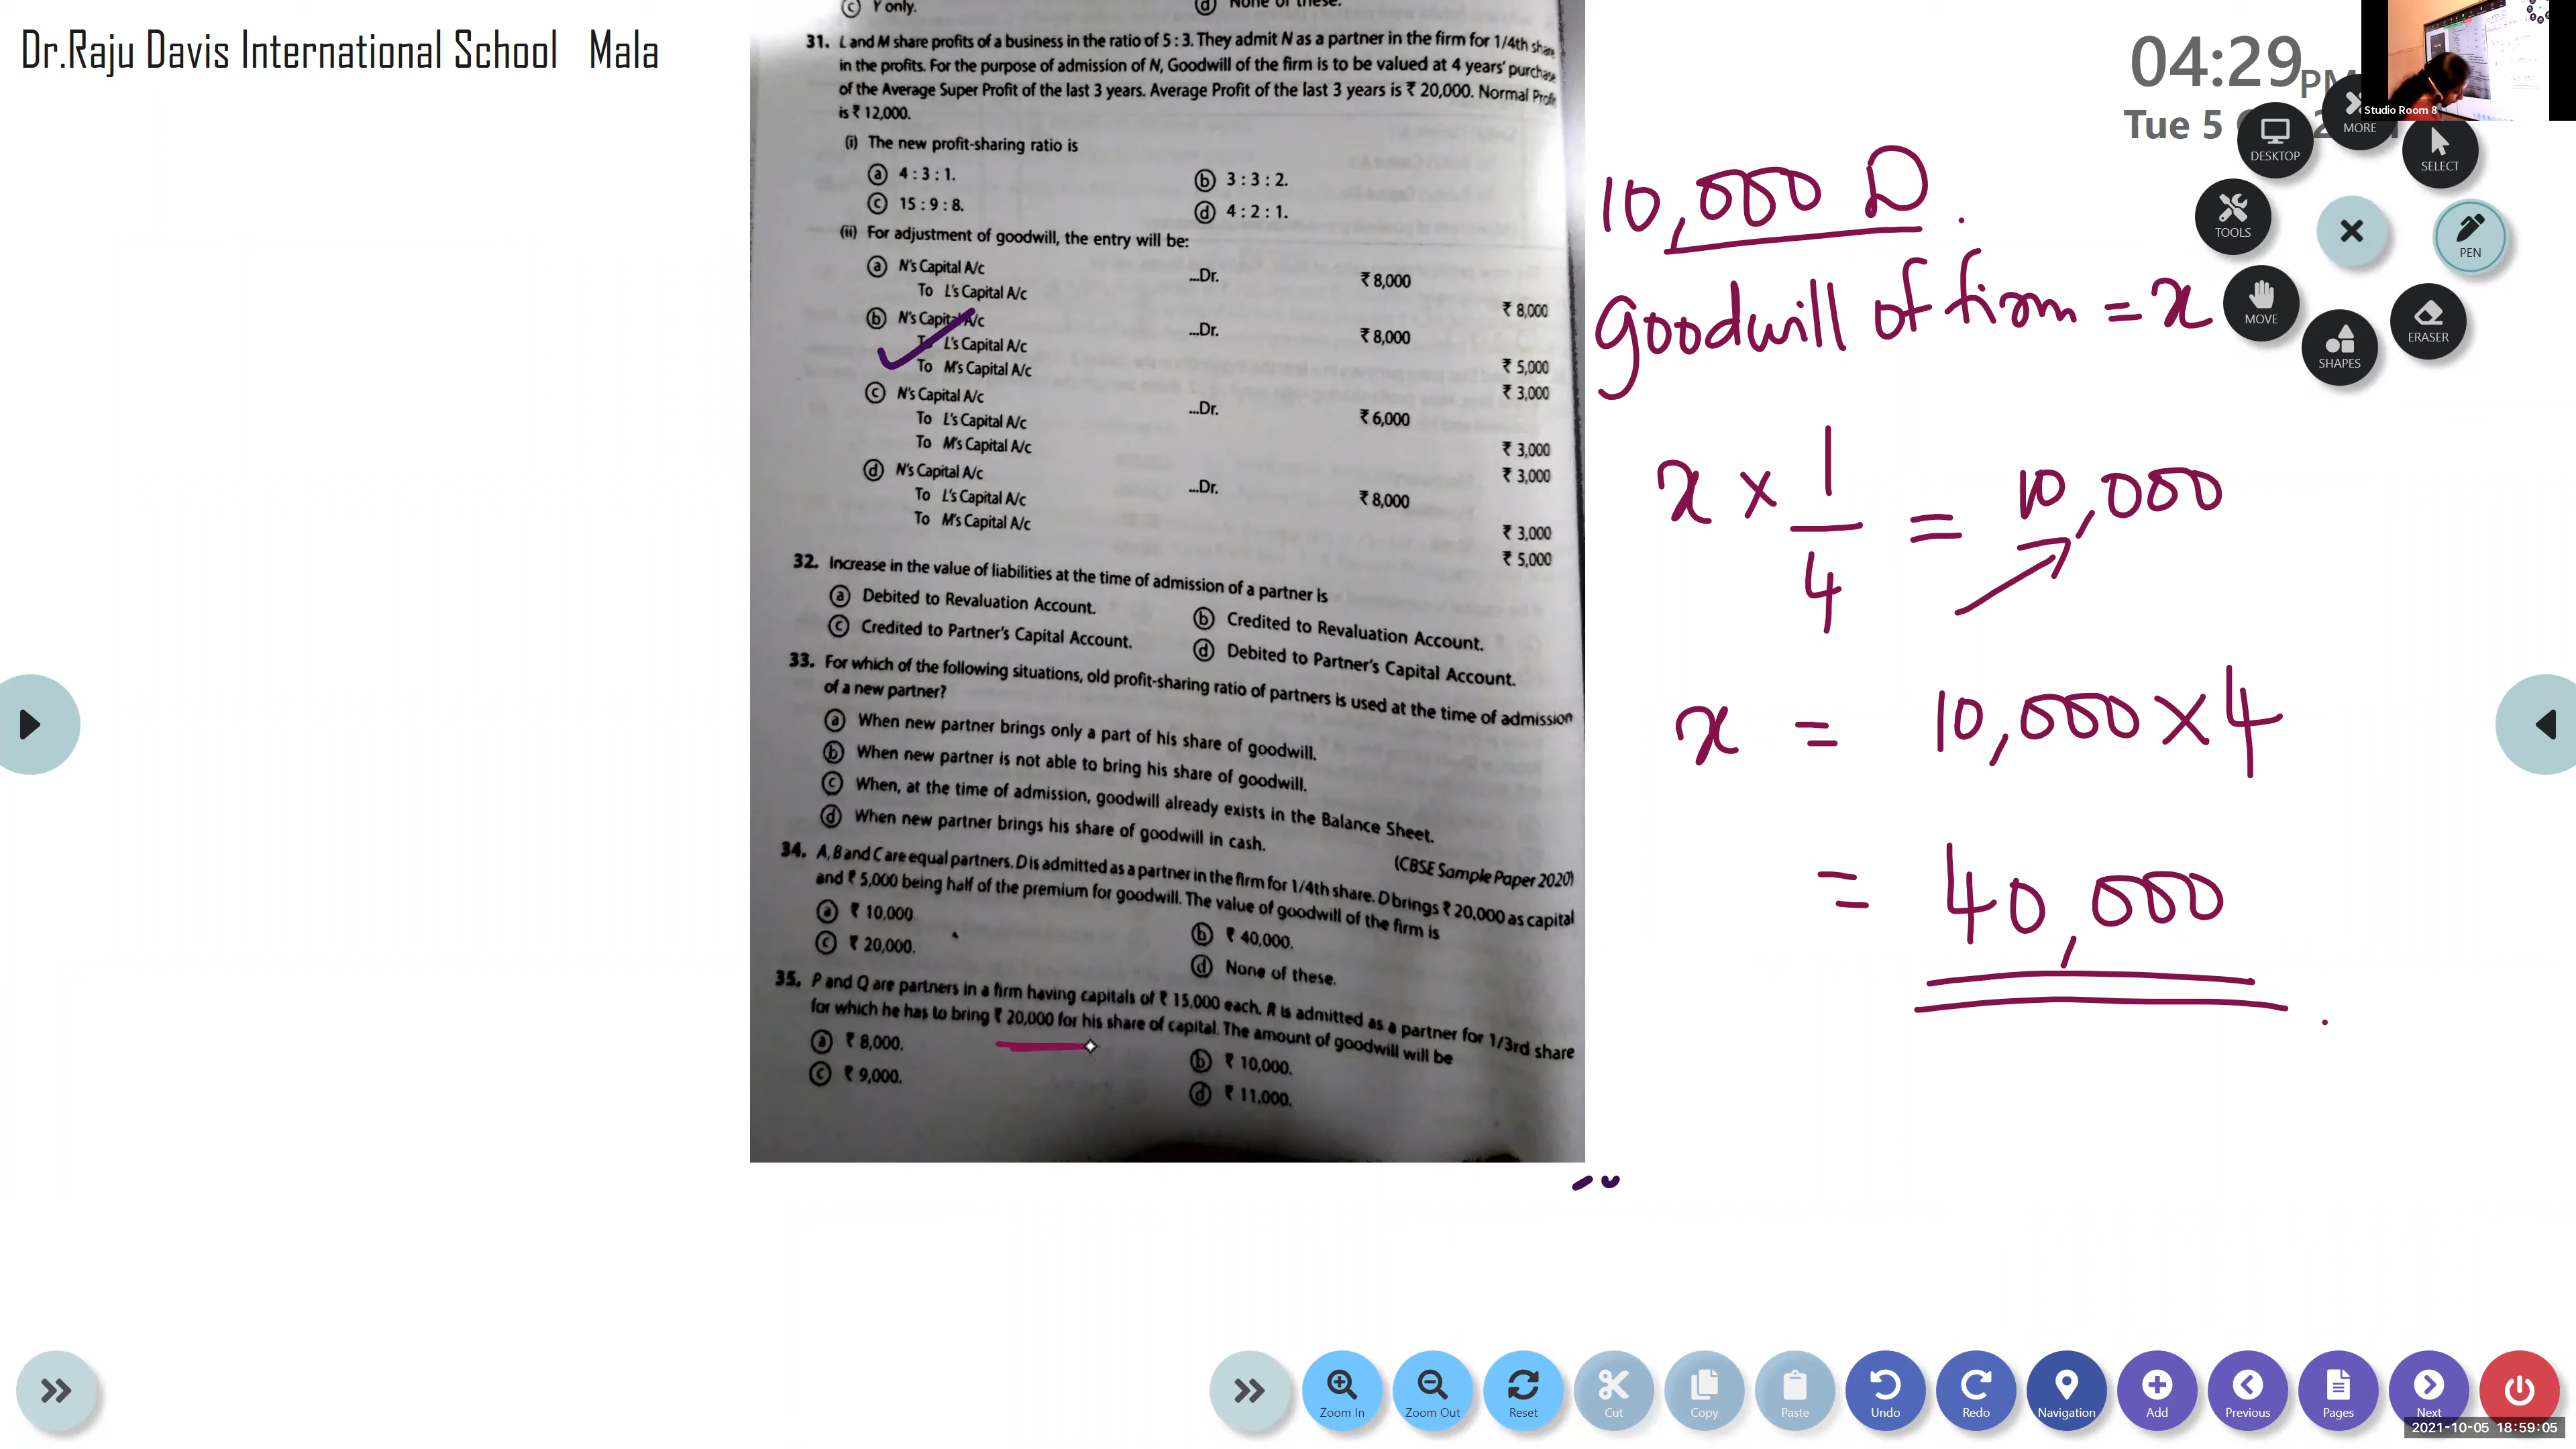 Dr.Raju Davis International School Mala
04:29PM
Tue 5
Studio Room 8
MORE
DESKTOP
SELECT
TOOLS
PEN
MOVE
ERASER
SHAPES
(c) Y only.
(d) None of these.
31. L and M share profits of a business in the ratio of 5 : 3. They admit N as a partner in the firm for 1/4th share
in the profits. For the purpose of admission of N, Goodwill of the firm is to be valued at 4 years' purchase
of the Average Super Profit of the last 3 years. Average Profit of the last 3 years is ₹ 20,000. Normal Profit
is ₹ 12,000.
(i) The new profit-sharing ratio is
(a) 4 : 3 : 1.
(b) 3 : 3 : 2.
(c) 15 : 9 : 8.
(d) 4 : 2 : 1.
(ii) For adjustment of goodwill, the entry will be:
(a) N's Capital A/c ...Dr. ₹ 8,000
To L's Capital A/c ₹ 8,000
(b) N's Capital A/c ...Dr. ₹ 8,000
To L's Capital A/c ₹ 5,000
To M's Capital A/c ₹ 3,000
(c) N's Capital A/c ...Dr. ₹ 6,000
To L's Capital A/c ₹ 3,000
To M's Capital A/c ₹ 3,000
(d) N's Capital A/c ...Dr. ₹ 8,000
To L's Capital A/c ₹ 3,000
To M's Capital A/c ₹ 5,000
32. Increase in the value of liabilities at the time of admission of a partner is
(a) Debited to Revaluation Account.
(b) Credited to Revaluation Account.
(c) Credited to Partner's Capital Account.
(d) Debited to Partner's Capital Account.
33. For which of the following situations, old profit-sharing ratio of partners is used at the time of admission
of a new partner?
(a) When new partner brings only a part of his share of goodwill.
(b) When new partner is not able to bring his share of goodwill.
(c) When, at the time of admission, goodwill already exists in the Balance Sheet.
(d) When new partner brings his share of goodwill in cash.
(CBSE Sample Paper 2020)
34. A, B and C are equal partners. D is admitted as a partner in the firm for 1/4th share. D brings ₹ 20,000 as capital
and ₹ 5,000 being half of the premium for goodwill. The value of goodwill of the firm is
(a) ₹ 10,000.
(b) ₹ 40,000.
(c) ₹ 20,000.
(d) None of these.
35. P and Q are partners in a firm having capitals of ₹ 15,000 each. R is admitted as a partner for 1/3rd share
for which he has to bring ₹ 20,000 for his share of capital. The amount of goodwill will be
(a) ₹ 8,000.
(b) ₹ 10,000.
(c) ₹ 9,000.
(d) ₹ 11,000.
10,000 D.
goodwill of firm = x
x × 1/4 = 10,000
x = 10,000 × 4
= 40,000
Zoom In
Zoom Out
Reset
Cut
Copy
Paste
Undo
Redo
Navigation
Add
Previous
Pages
Next
2021-10-05 18:59:05